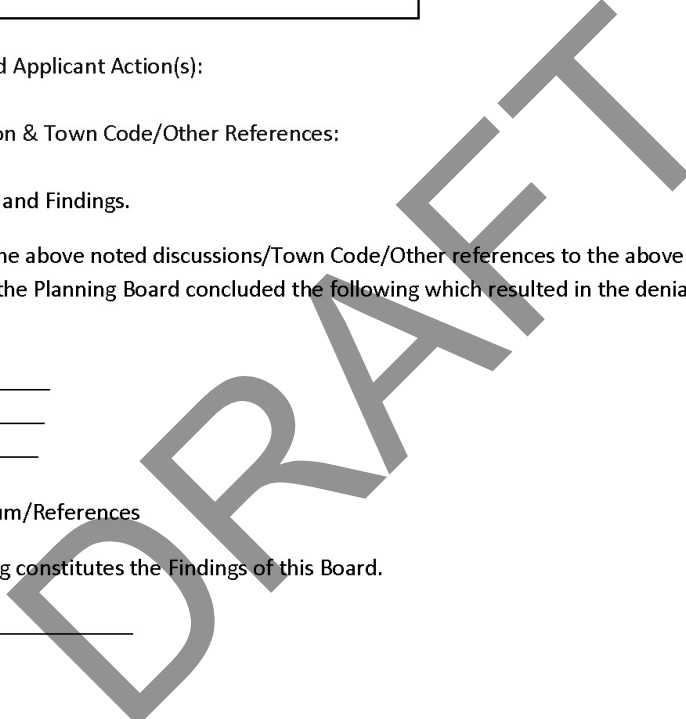 d Applicant Action(s):
on & Town Code/Other References:
and Findings.
he above noted discussions/Town Code/Other references to the above
the Planning Board concluded the following which resulted in the denia
um/References
g constitutes the Findings of this Board.
DRAFT